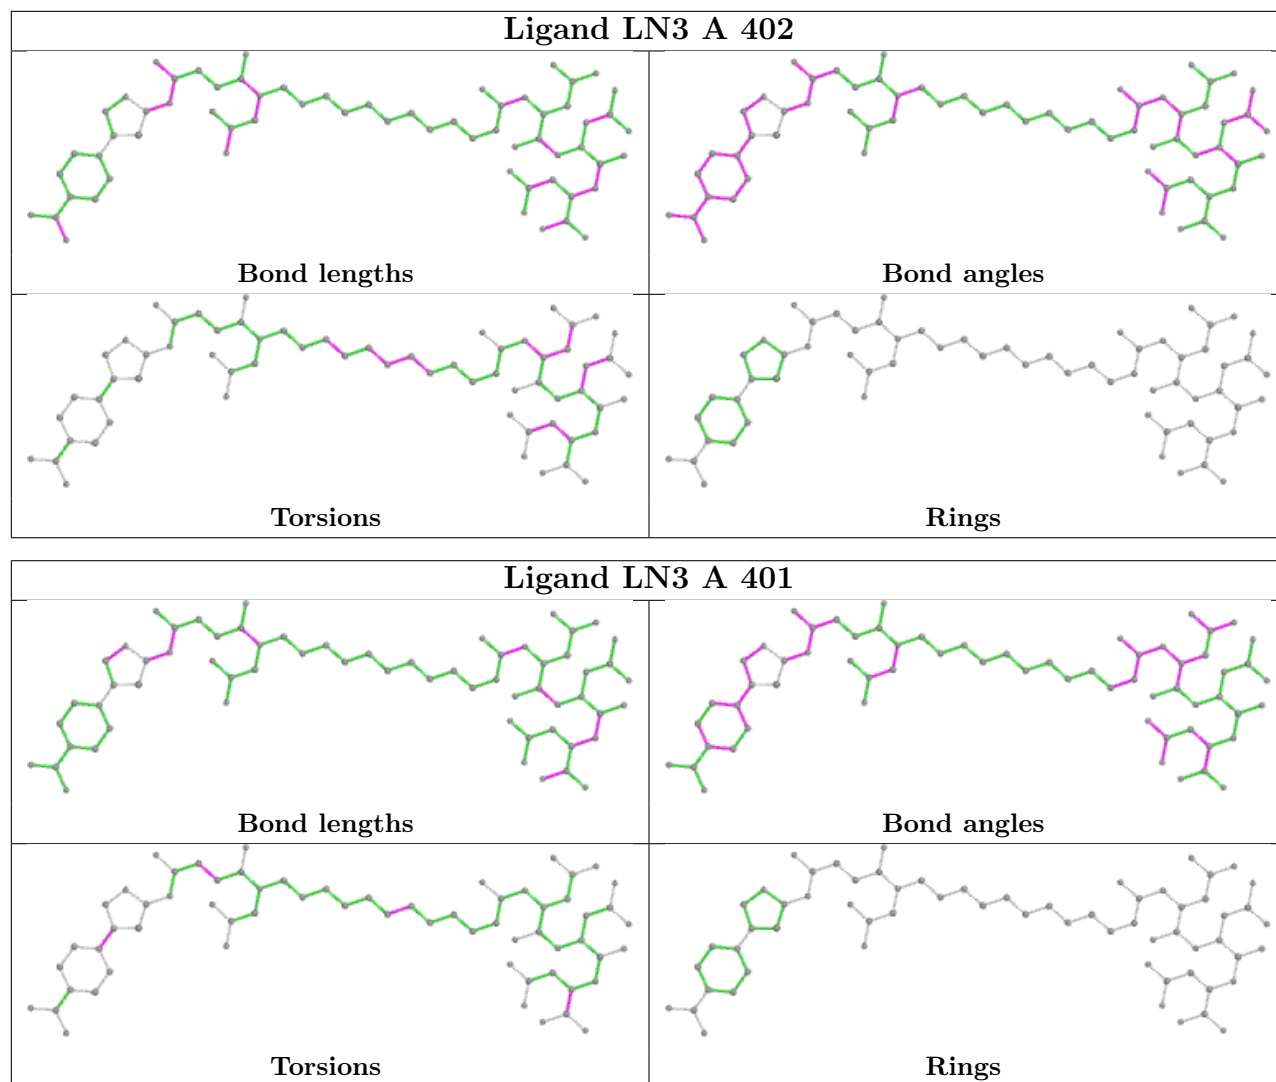 Ligand LN3 A 402
Bond lengths
Bond angles
Torsions
Rings
Ligand LN3 A 401
Bond lengths
Bond angles
Torsions
Rings